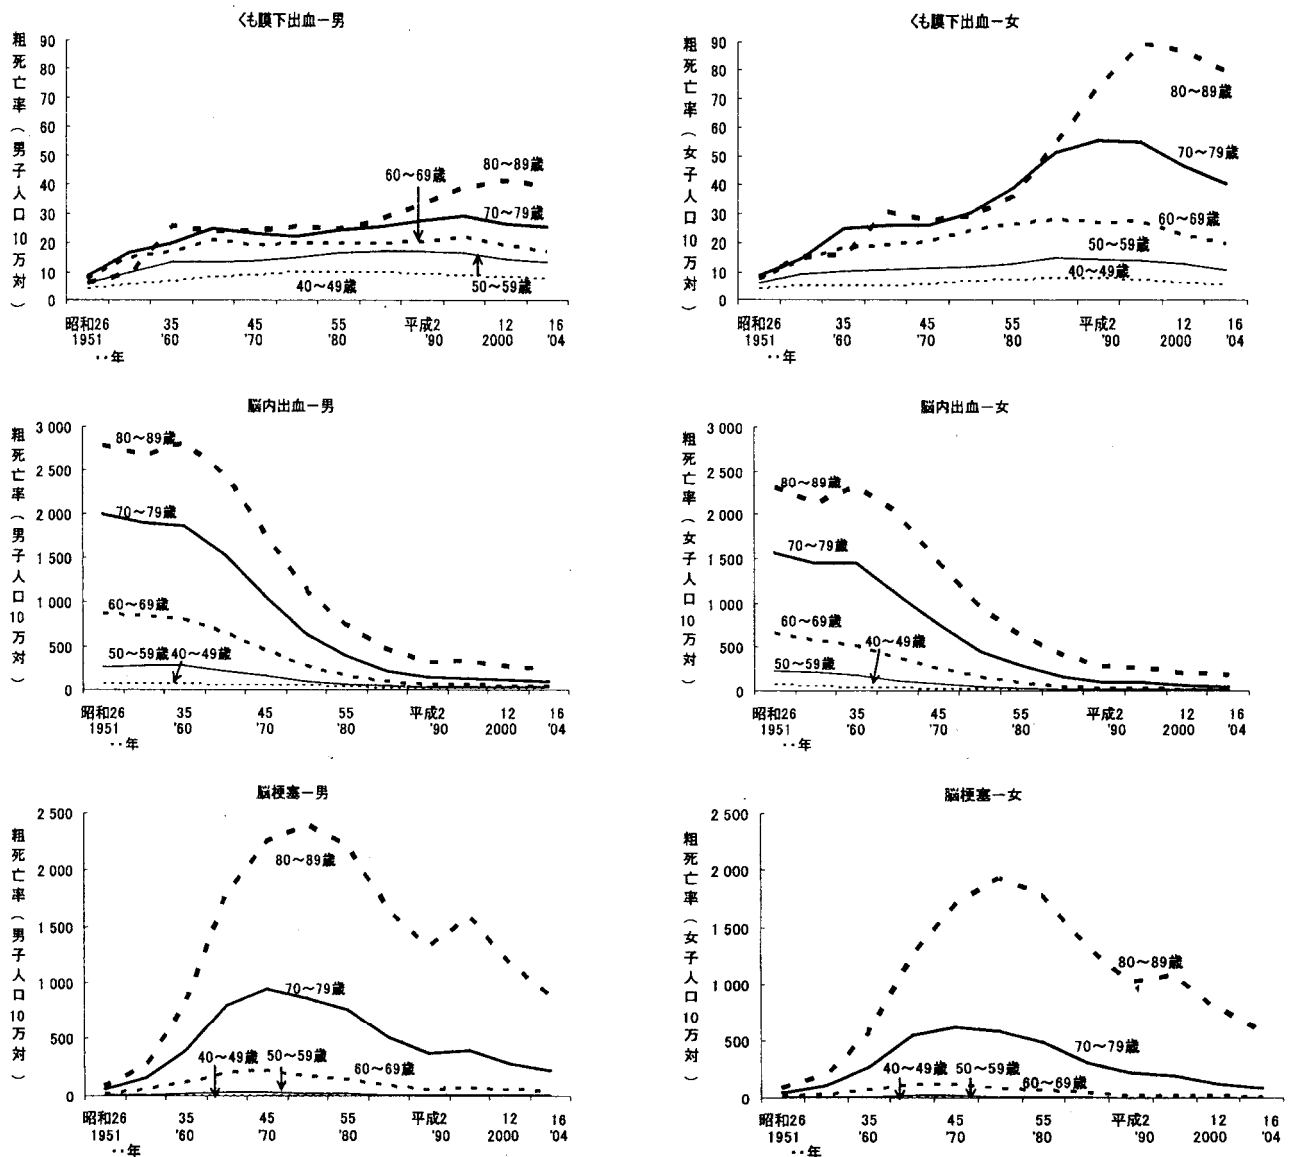 くも膜下出血－男
粗死亡率（男子人口10万対）
90
80
70
60
50
40
30
20
10
0
80～89歳
60～69歳
70～79歳
40～49歳
50～59歳
昭和26 35 45 55 平成2 12 16
1951 '60 '70 '80 '90 2000 '04
‥年
くも膜下出血－女
粗死亡率（女子人口10万対）
90
80
70
60
50
40
30
20
10
0
80～89歳
70～79歳
60～69歳
50～59歳
40～49歳
昭和26 35 45 55 平成2 12 16
1951 '60 '70 '80 '90 2000 '04
‥年
脳内出血－男
粗死亡率（男子人口10万対）
3 000
2 500
2 000
1 500
1 000
500
0
80～89歳
70～79歳
60～69歳
50～59歳 40～49歳
昭和26 35 45 55 平成2 12 16
1951 '60 '70 '80 '90 2000 '04
‥年
脳内出血－女
粗死亡率（女子人口10万対）
3 000
2 500
2 000
1 500
1 000
500
0
80～89歳
70～79歳
60～69歳
40～49歳
50～59歳
昭和26 35 45 55 平成2 12 16
1951 '60 '70 '80 '90 2000 '04
‥年
脳梗塞－男
粗死亡率（男子人口10万対）
2 500
2 000
1 500
1 000
500
0
80～89歳
70～79歳
40～49歳 50～59歳 60～69歳
昭和26 35 45 55 平成2 12 16
1951 '60 '70 '80 '90 2000 '04
‥年
脳梗塞－女
粗死亡率（女子人口10万対）
2 500
2 000
1 500
1 000
500
0
80～89歳
70～79歳
40～49歳 50～59歳 60～69歳
昭和26 35 45 55 平成2 12 16
1951 '60 '70 '80 '90 2000 '04
‥年